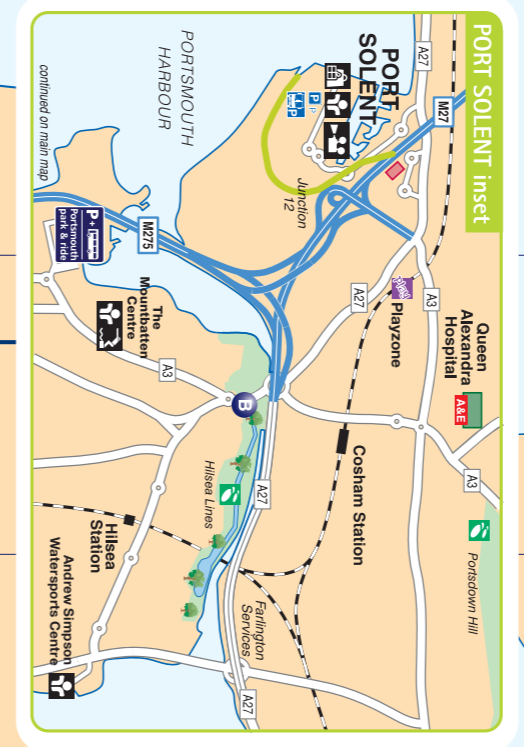 PORT SOLENT inset
A27
M27
PORT
SOLENT
P
P
Junction
12
PORTSMOUTH
HARBOUR
continued on main map
M275
P+
Portsmouth
park & ride
The
Mountbatten
Centre
A3
A27
A3
play
Playzone
Queen
Alexandra
Hospital
A&E
A3
Portsdown Hill
Cosham Station
B
Hilsea Lines
A27
Hilsea
Station
Farlington
Services
A27
Andrew Simpson
Watersports Centre